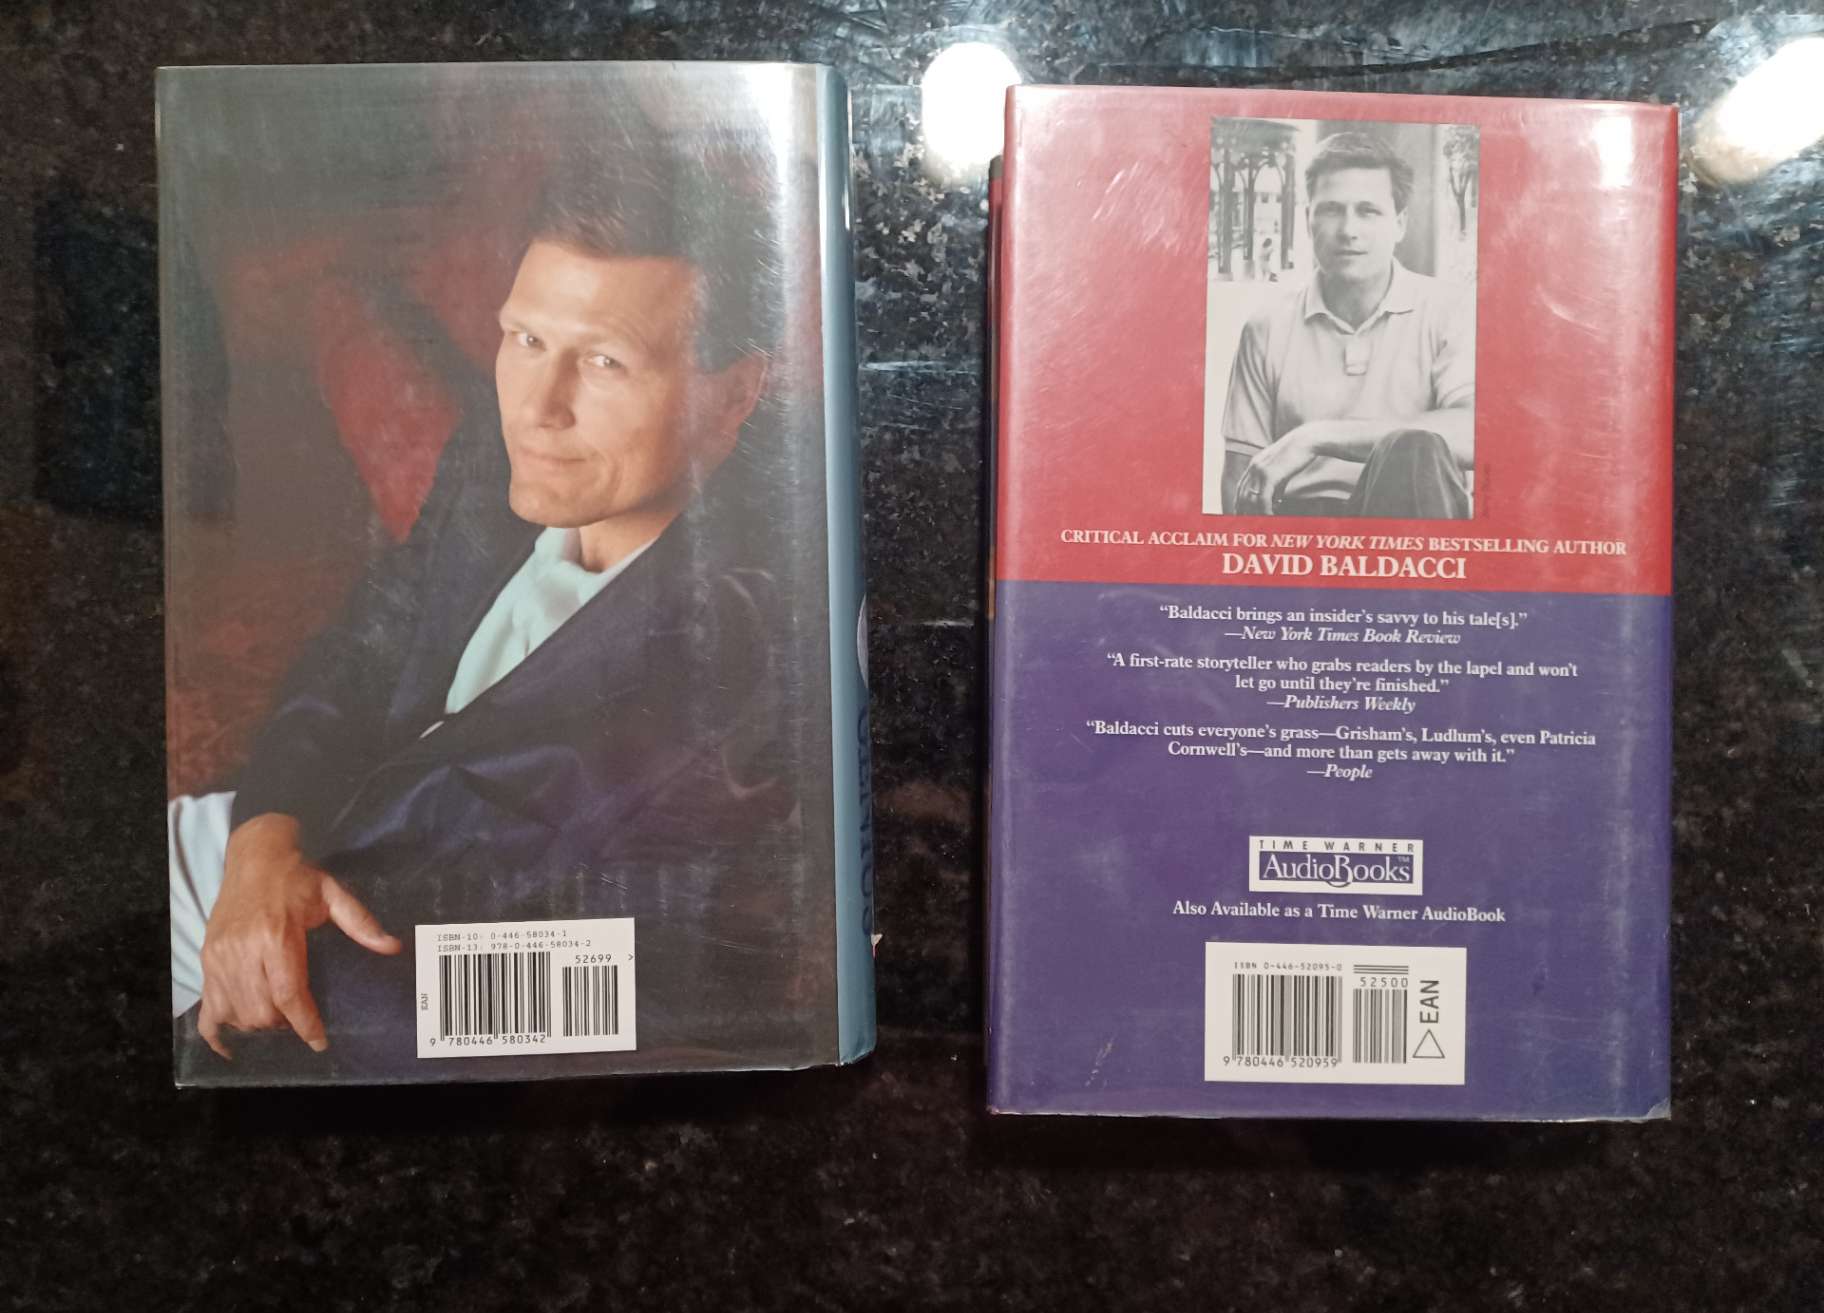 ISBN-10: 0-446-58034-1
ISBN-13: 978-0-446-58034-2
52699 >
EAN
9 780446 580342
CRITICAL ACCLAIM FOR NEW YORK TIMES BESTSELLING AUTHOR
DAVID BALDACCI
“Baldacci brings an insider’s savvy to his tale[s].”
—New York Times Book Review
“A first-rate storyteller who grabs readers by the lapel and won’t
let go until they’re finished.”
—Publishers Weekly
“Baldacci cuts everyone’s grass—Grisham’s, Ludlum’s, even Patricia
Cornwell’s—and more than gets away with it.”
—People
TIME WARNER
AudioBooks™
Also Available as a Time Warner AudioBook
ISBN 0-446-52095-0
52500
EAN
9 780446 520959